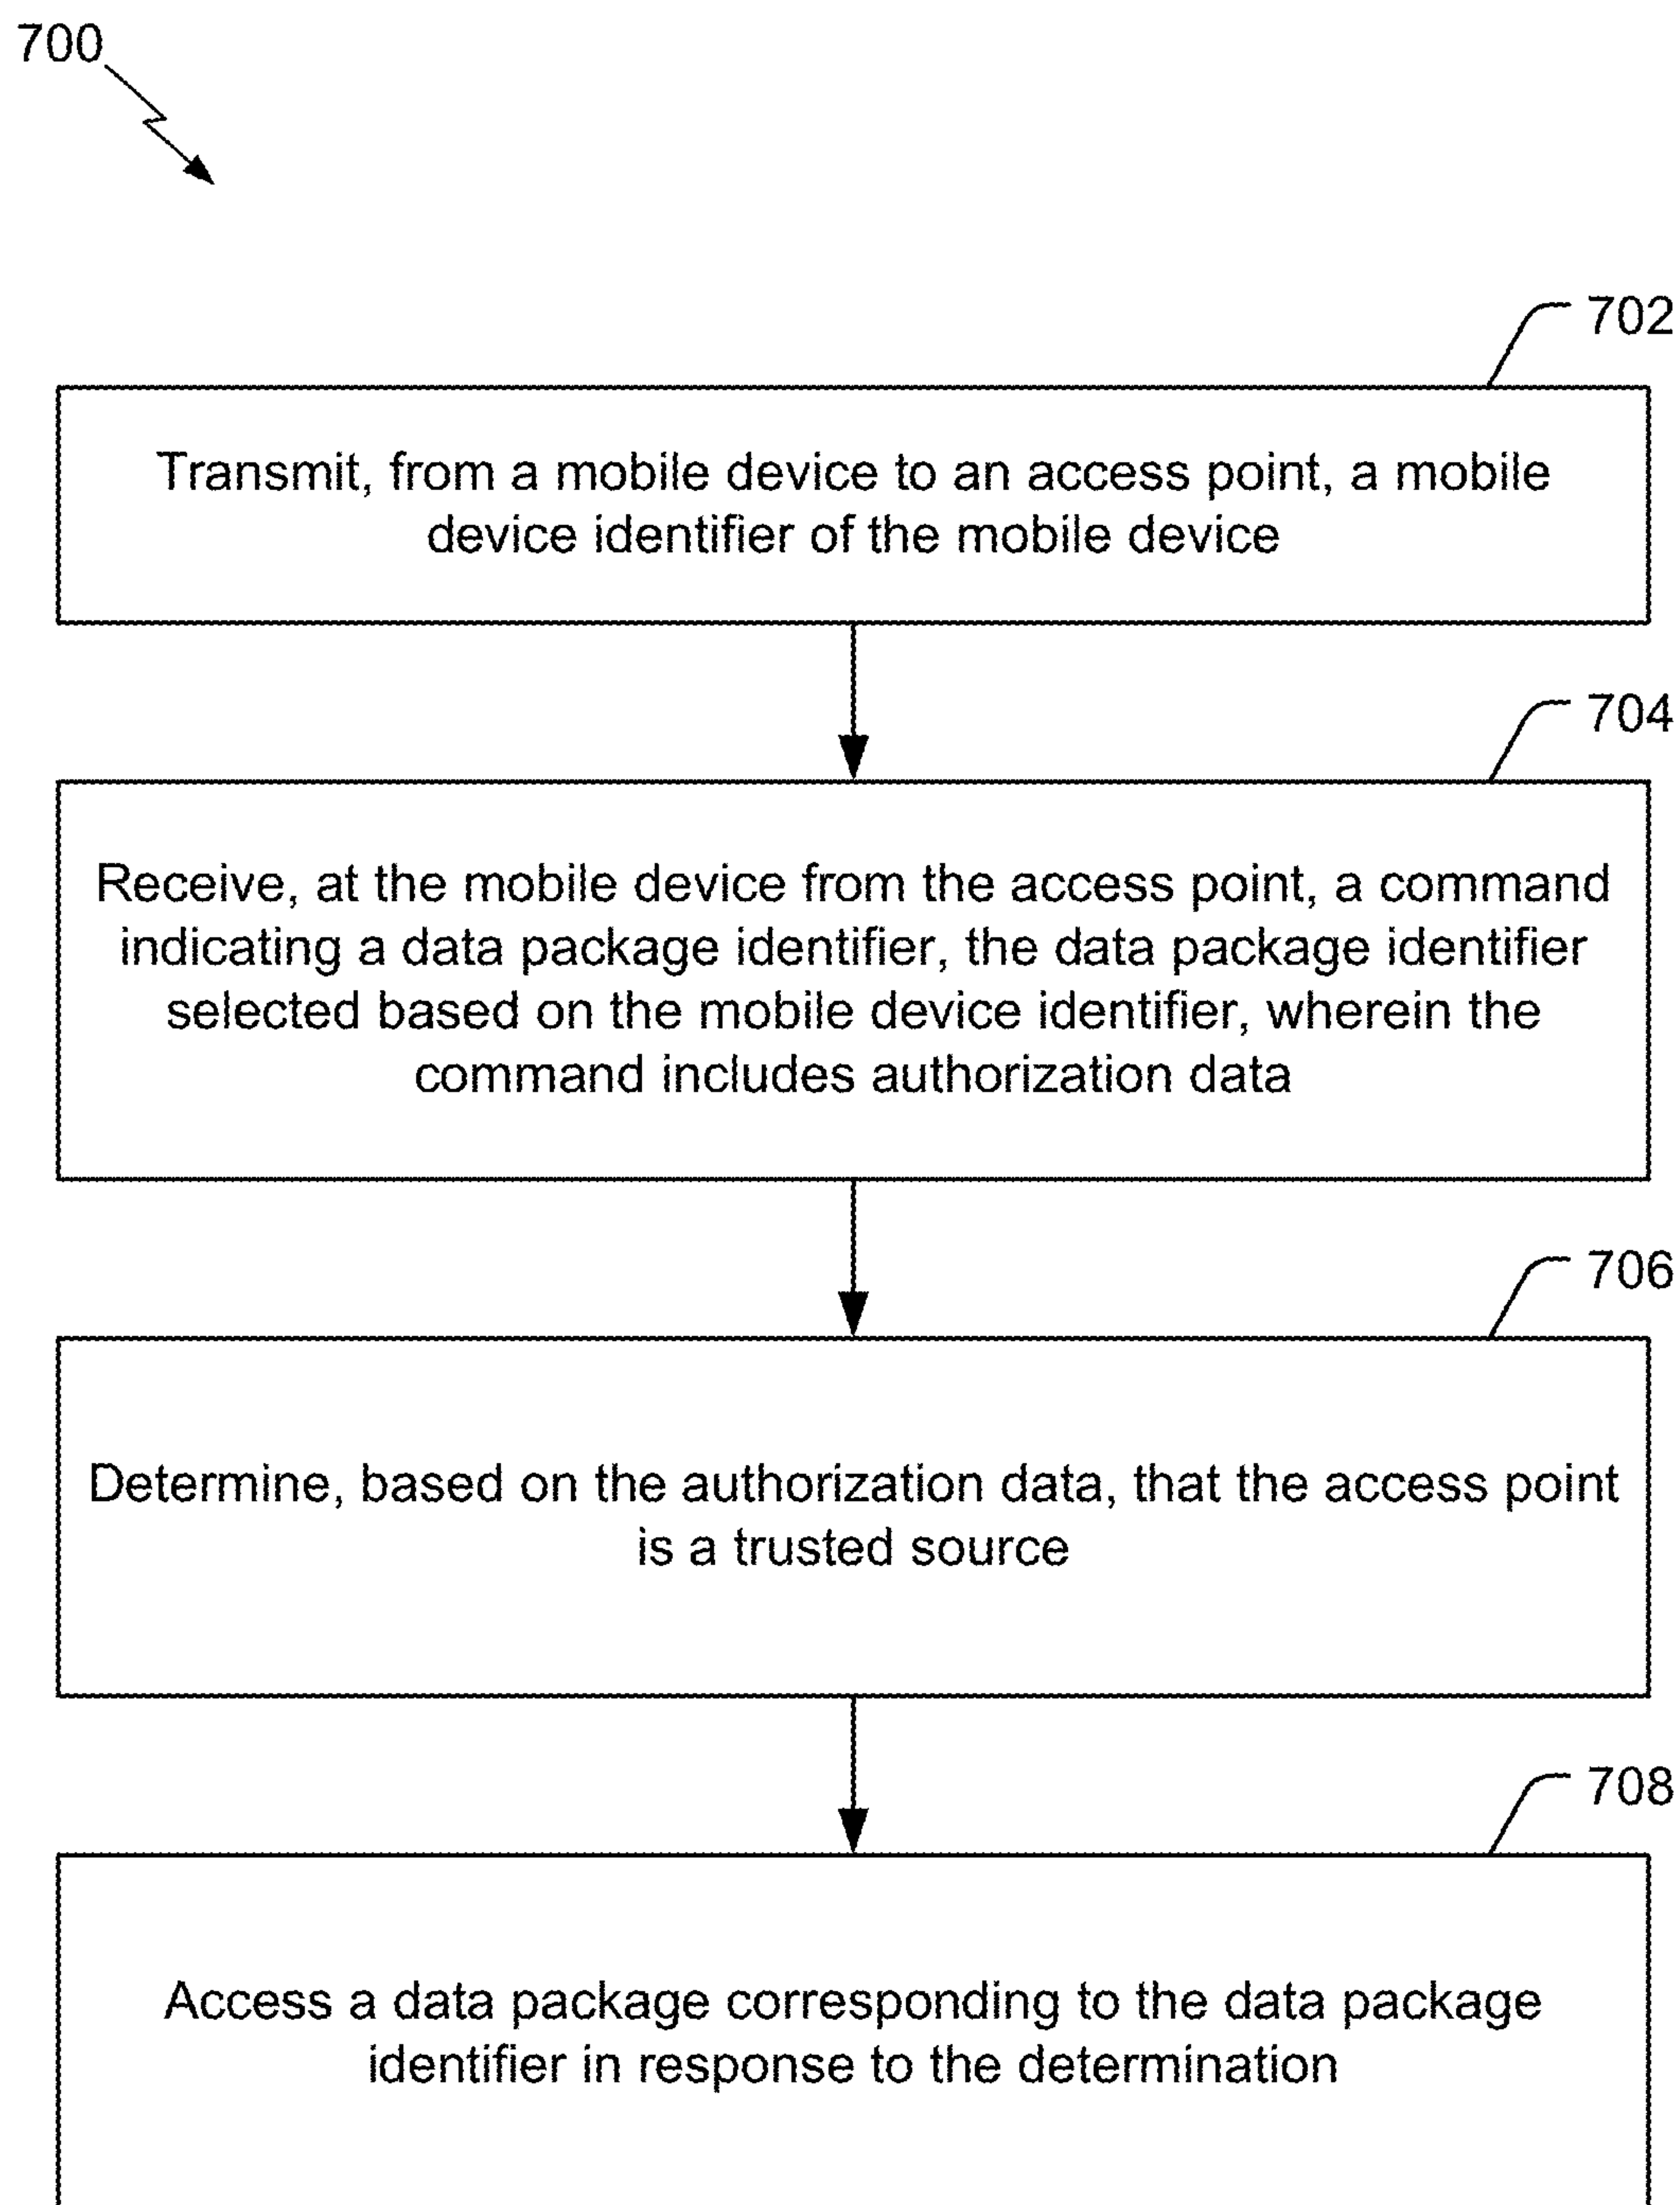 700
702
Transmit, from a mobile device to an access point, a mobile
device identifier of the mobile device
704
Receive, at the mobile device from the access point, a command
indicating a data package identifier, the data package identifier
selected based on the mobile device identifier, wherein the
command includes authorization data
706
Determine, based on the authorization data, that the access point
is a trusted source
708
Access a data package corresponding to the data package
identifier in response to the determination